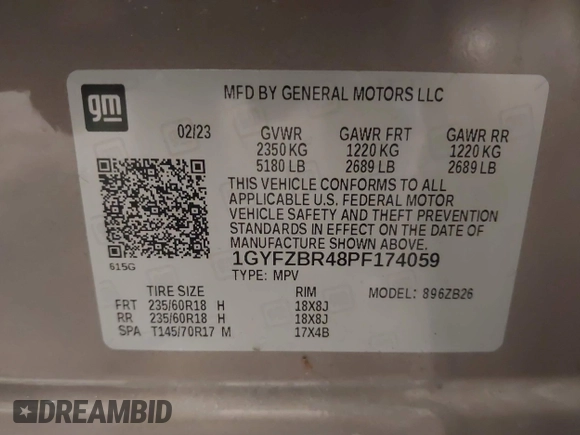 gm
MFD BY GENERAL MOTORS LLC
02/23 GVWR GAWR FRT GAWR RR
2350 KG 1220 KG 1220 KG
5180 LB 2689 LB 2689 LB
THIS VEHICLE CONFORMS TO ALL
APPLICABLE U.S. FEDERAL MOTOR
VEHICLE SAFETY AND THEFT PREVENTION
STANDARDS IN EFFECT ON THE DATE OF
MANUFACTURE SHOWN ABOVE.
615G
1GYFZBR48PF174059
TYPE: MPV
TIRE SIZE RIM MODEL: 896ZB26
FRT 235/60R18 H 18X8J
RR 235/60R18 H 18X8J
SPA T145/70R17 M 17X4B
DREAMBID